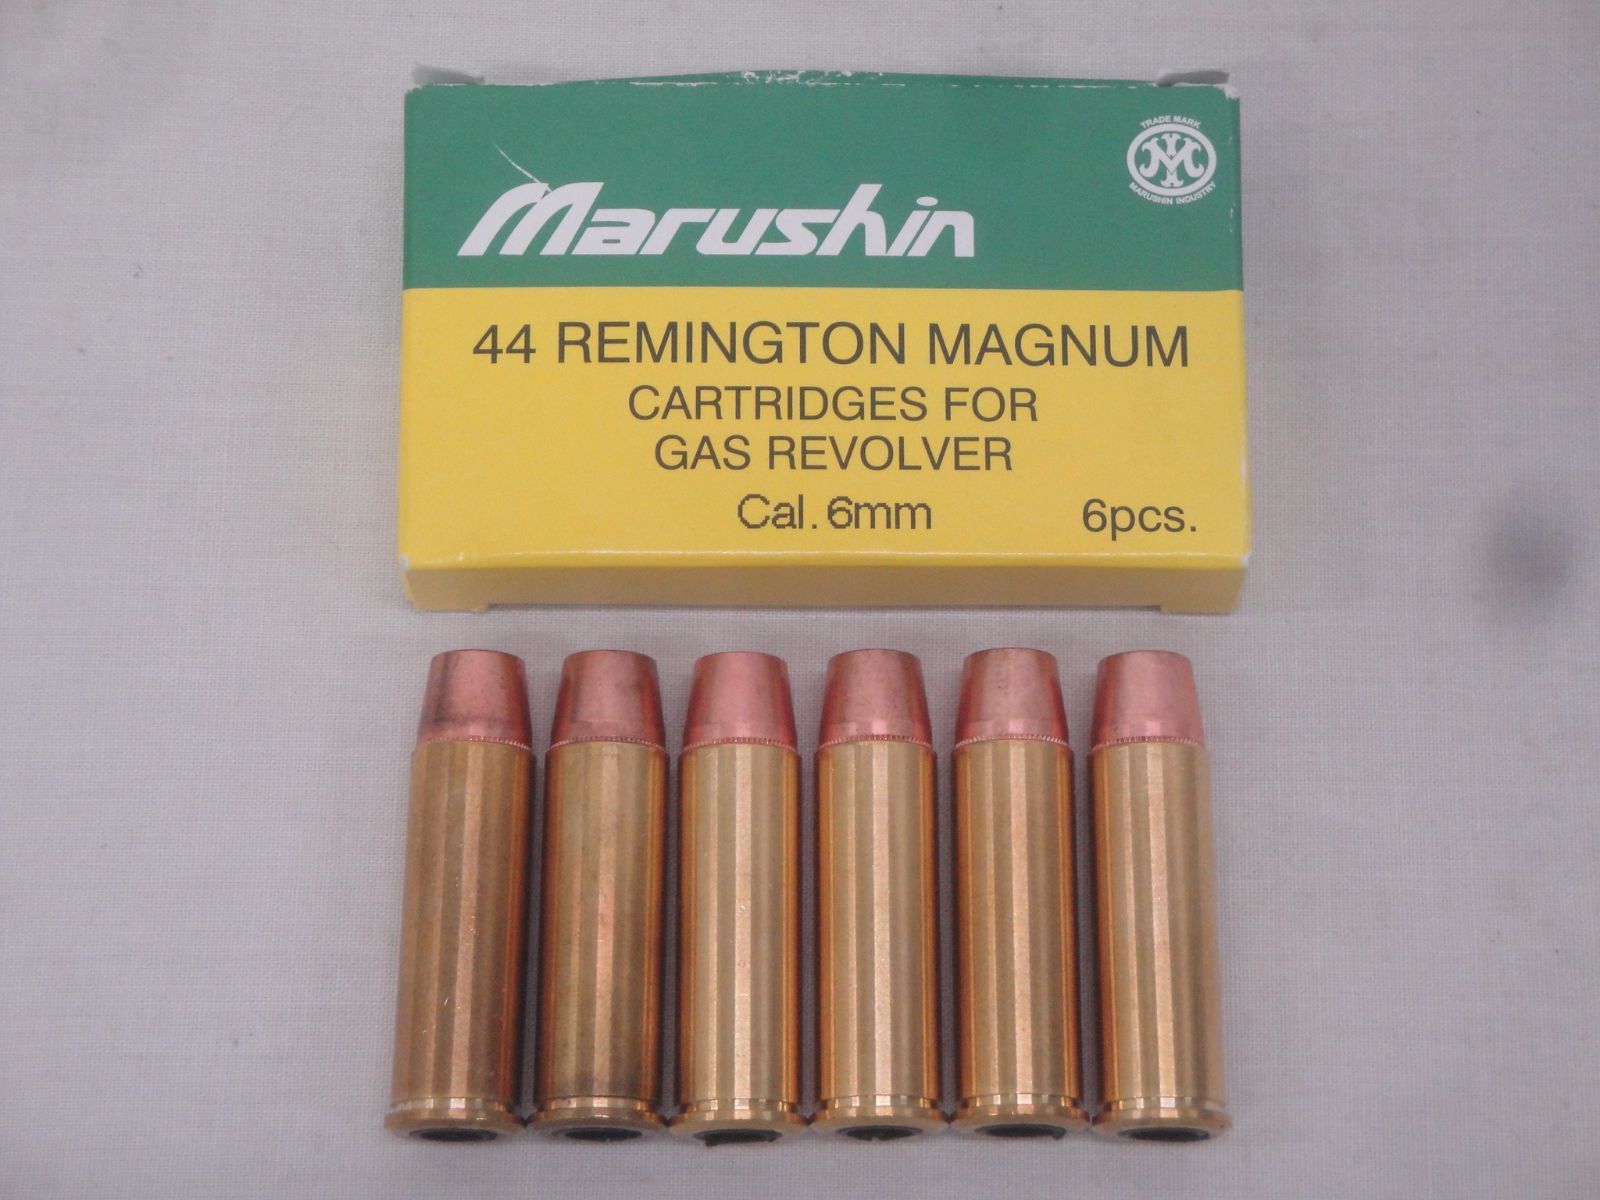 TRADE MARK
M
MARUSHIN INDUSTRY
Marushin
44 REMINGTON MAGNUM
CARTRIDGES FOR
GAS REVOLVER
Cal. 6mm 6pcs.